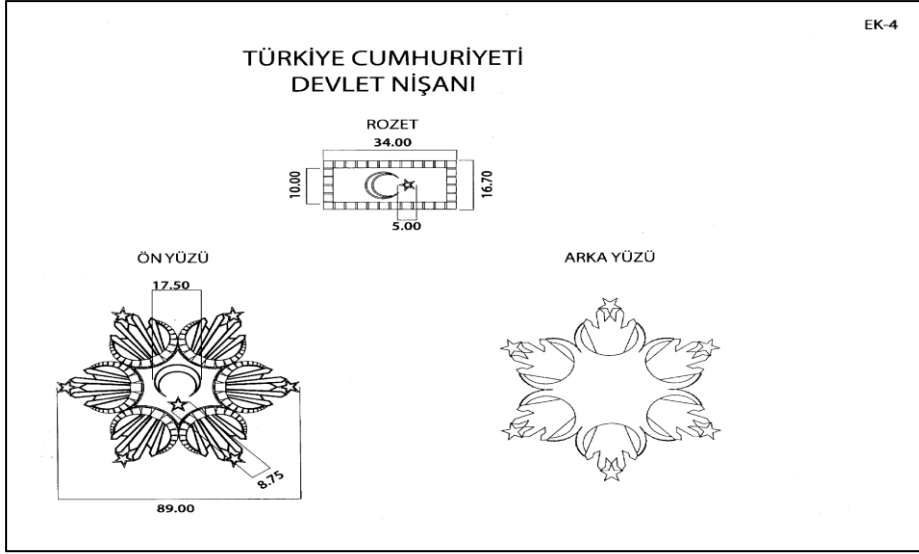 EK-4
TÜRKİYE CUMHURİYETİ
DEVLET NİŞANI
ROZET
34.00
10.00
16.70
5.00
ÖN YÜZÜ
ARKA YÜZÜ
17.50
8.75
89.00